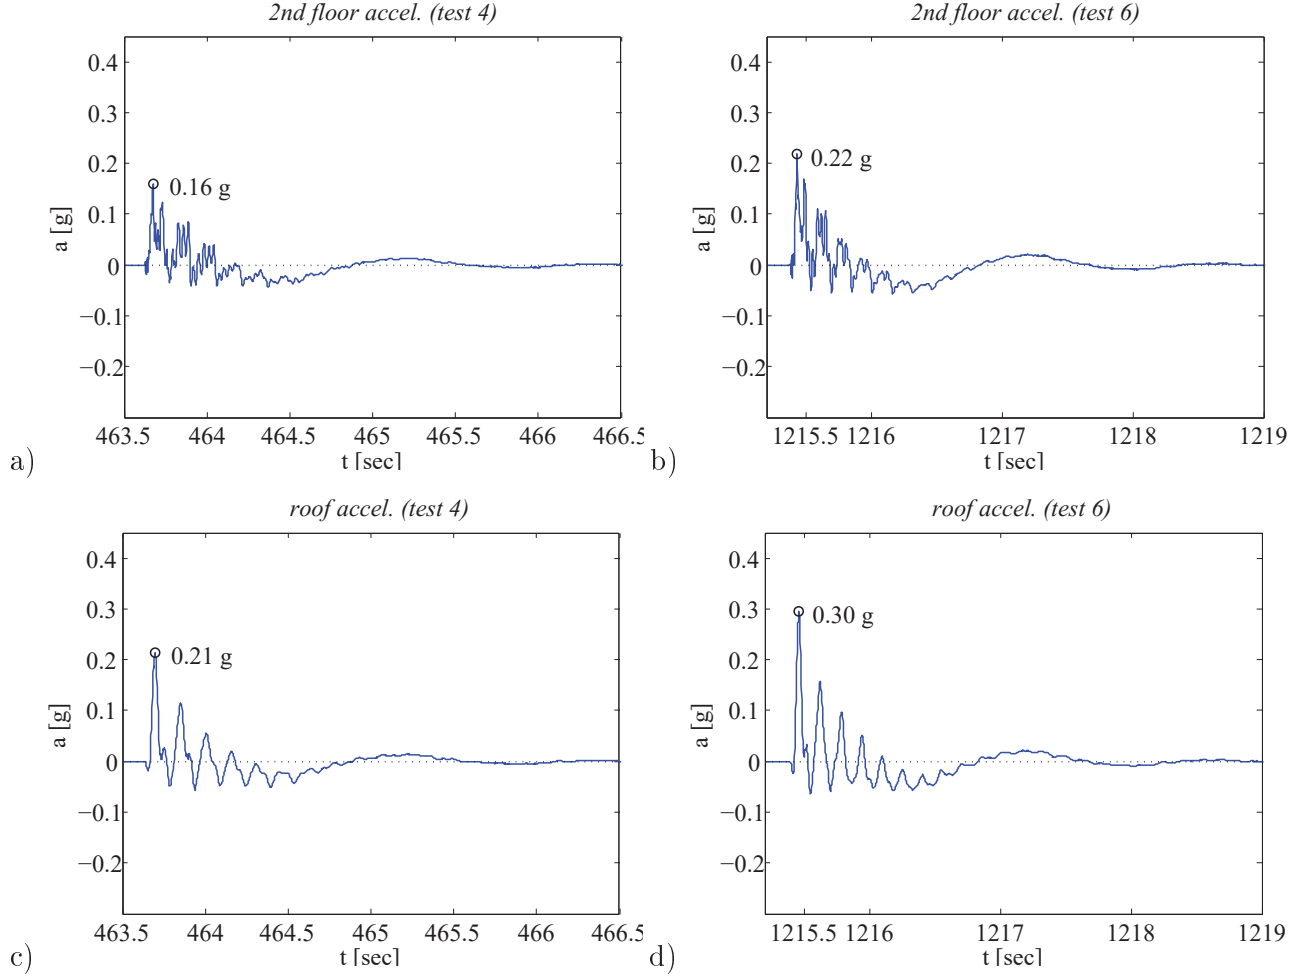 2nd floor accel. (test 4)
0.4
0.3
0.2
0.1
0
−0.1
−0.2
a [g]
0.16 g
463.5 464 464.5 465 465.5 466 466.5
t [sec]
a)
2nd floor accel. (test 6)
0.4
0.3
0.2
0.1
0
−0.1
−0.2
a [g]
0.22 g
1215.5 1216 1217 1218 1219
t [sec]
b)
roof accel. (test 4)
0.4
0.3
0.2
0.1
0
−0.1
−0.2
a [g]
0.21 g
463.5 464 464.5 465 465.5 466 466.5
t [sec]
c)
roof accel. (test 6)
0.4
0.3
0.2
0.1
0
−0.1
−0.2
a [g]
0.30 g
1215.5 1216 1217 1218 1219
t [sec]
d)